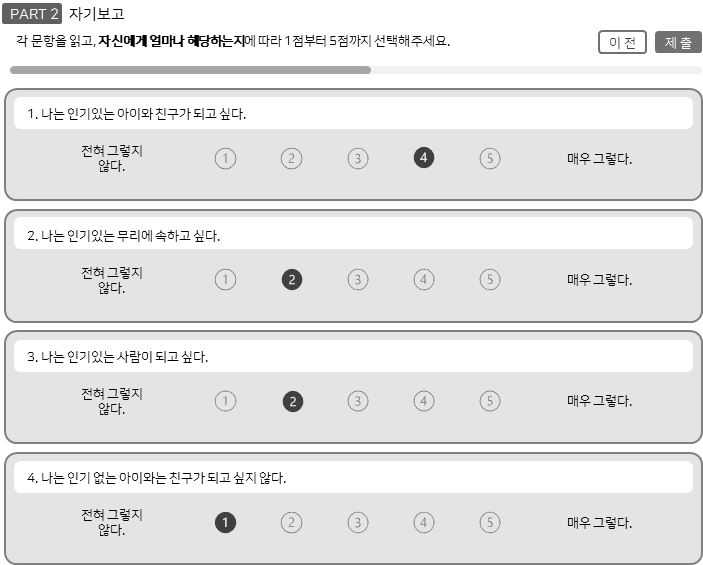 PART 2 자기보고
각 문항을 읽고, 자신에게 얼마나 해당하는지에 따라 1점부터 5점까지 선택해주세요.
이 전 제 출
1. 나는 인기있는 아이와 친구가 되고 싶다.
전혀 그렇지
않다.
1 2 3 4 5 매우 그렇다.
2. 나는 인기있는 무리에 속하고 싶다.
전혀 그렇지
않다.
1 2 3 4 5 매우 그렇다.
3. 나는 인기있는 사람이 되고 싶다.
전혀 그렇지
않다.
1 2 3 4 5 매우 그렇다.
4. 나는 인기 없는 아이와는 친구가 되고 싶지 않다.
전혀 그렇지
않다.
1 2 3 4 5 매우 그렇다.